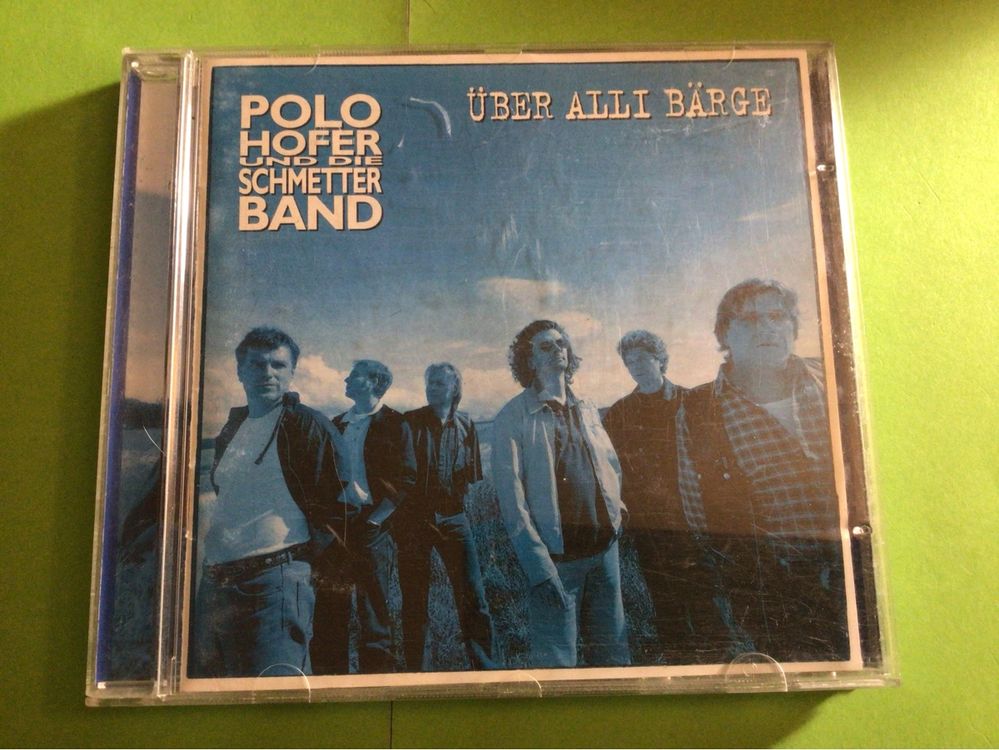 POLO
HOFER
UND DIE
SCHMETTER
BAND
ÜBER ALLI BÄRGE